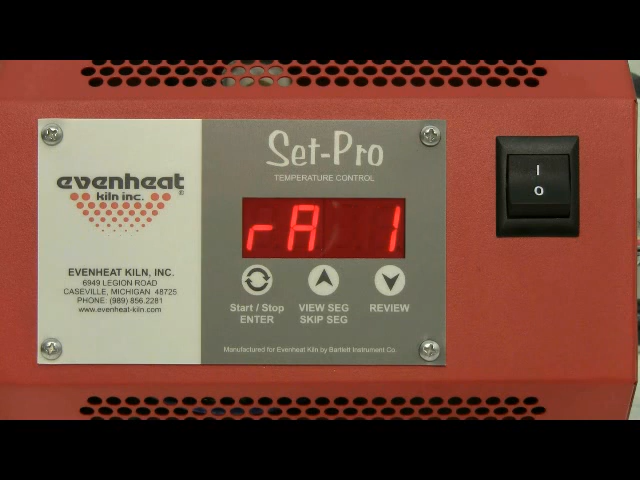 evenheat
kiln inc.
©
EVENHEAT KILN, INC.
6949 LEGION ROAD
CASEVILLE, MICHIGAN 48725
PHONE: (989) 856.2281
www.evenheat-kiln.com
Set-Pro
TEMPERATURE CONTROL
rA 1
Start / Stop
ENTER
VIEW SEG
SKIP SEG
REVIEW
Manufactured for Evenheat Kiln by Bartlett Instrument Co.
I
O